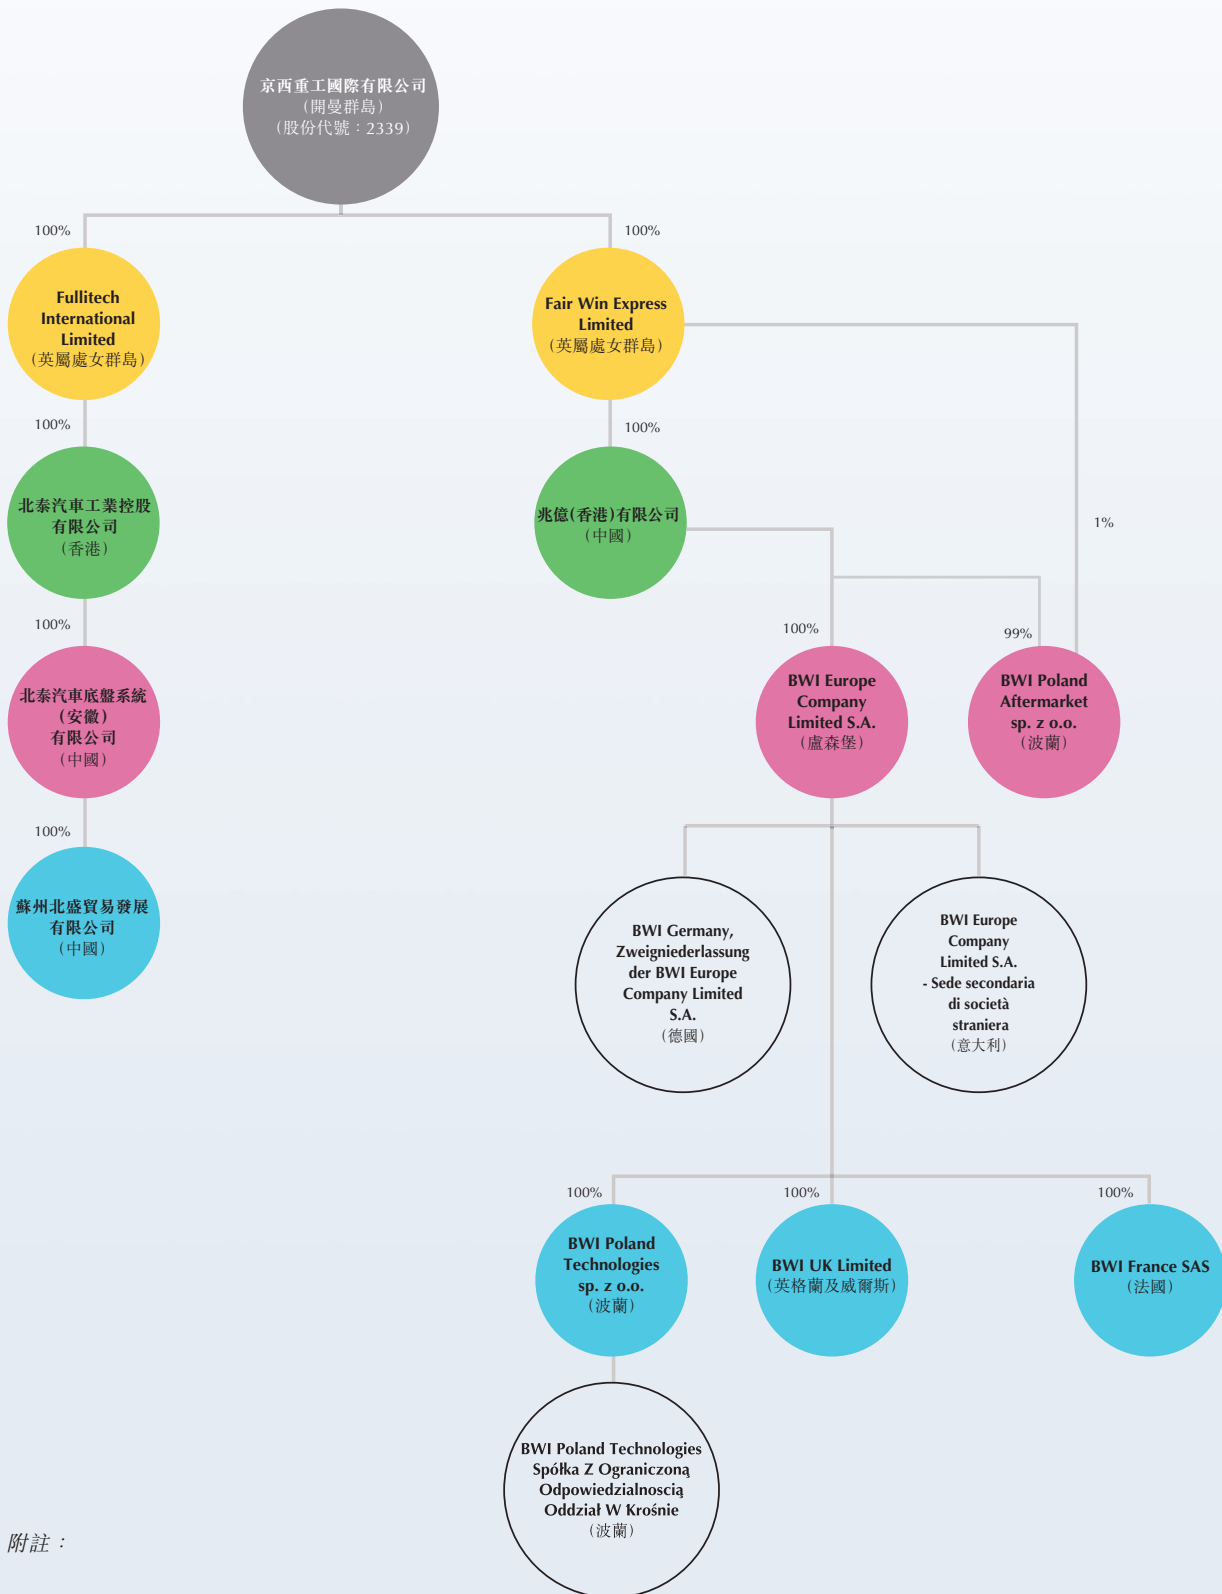 京西重工國際有限公司
（開曼群島）
（股份代號：2339）
100%
100%
Fullitech
International
Limited
（英屬處女群島）
Fair Win Express
Limited
（英屬處女群島）
100%
100%
北泰汽車工業控股
有限公司
（香港）
兆億(香港)有限公司
（中國）
1%
100%
100%
99%
北泰汽車底盤系統
（安徽）
有限公司
（中國）
BWI Europe
Company
Limited S.A.
（盧森堡）
BWI Poland
Aftermarket
sp. z o.o.
（波蘭）
100%
蘇州北盛貿易發展
有限公司
（中國）
BWI Germany,
Zweigniederlassung
der BWI Europe
Company Limited
S.A.
（德國）
BWI Europe
Company
Limited S.A.
- Sede secondaria
di società
straniera
（意大利）
100%
100%
100%
BWI Poland
Technologies
sp. z o.o.
（波蘭）
BWI UK Limited
（英格蘭及威爾斯）
BWI France SAS
（法國）
BWI Poland Technologies
Spółka Z Ograniczoną
Odpowiedzialnoscią
Oddział W Krośnie
（波蘭）
附註：